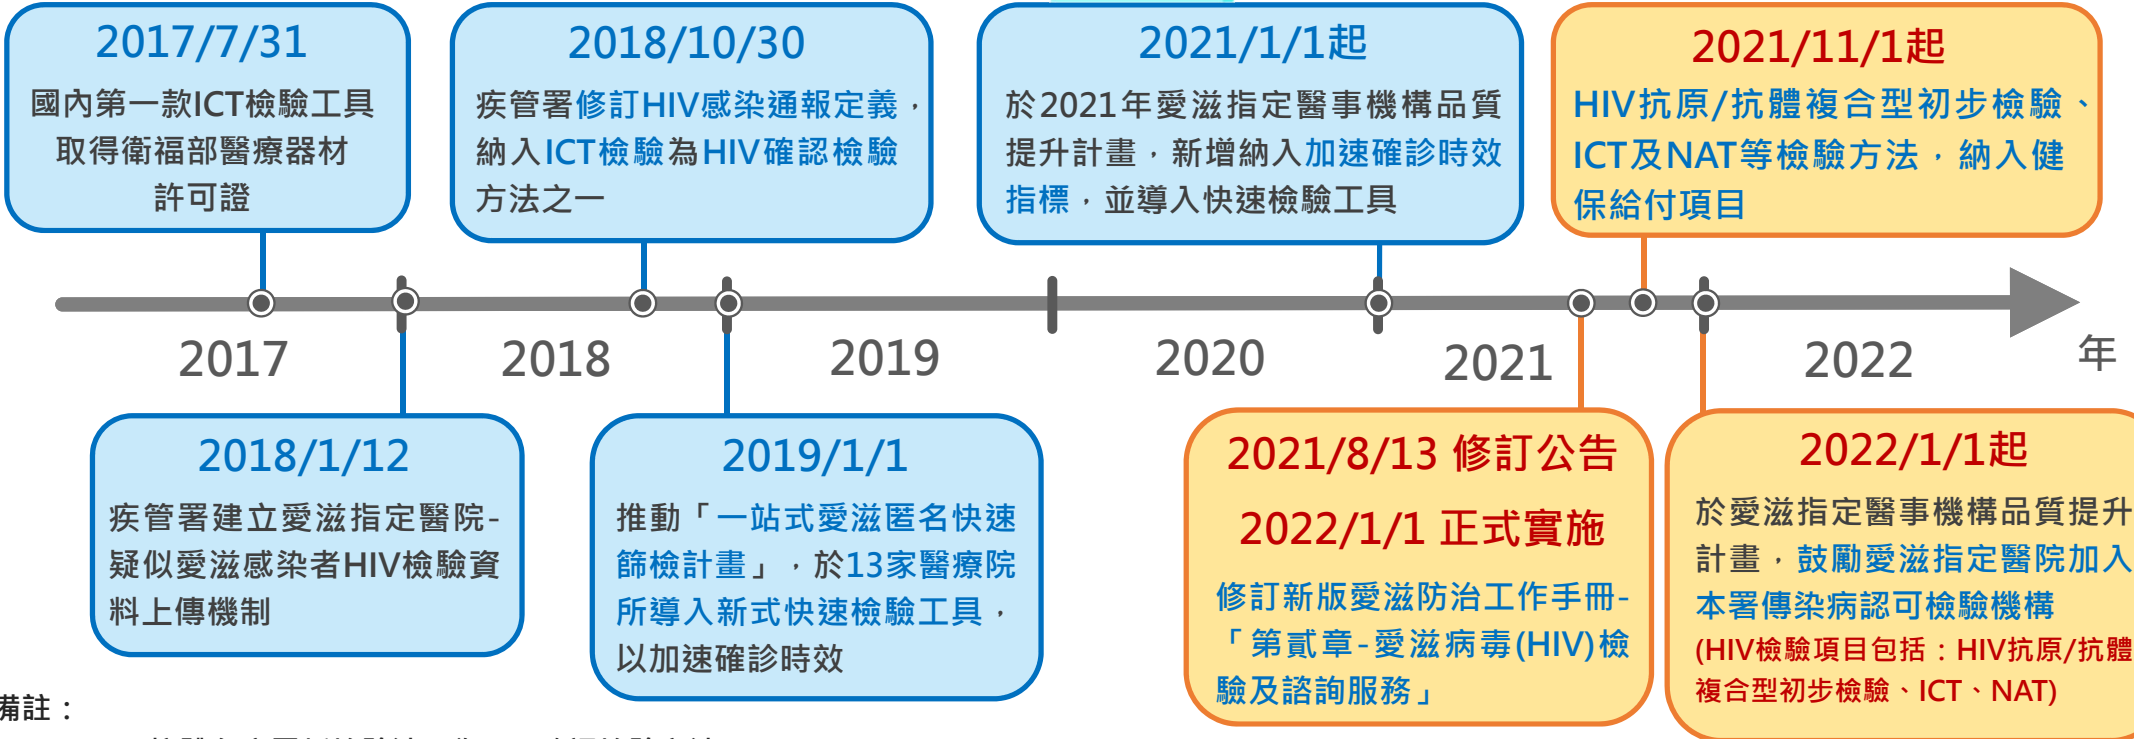 2017/7/31
國內第一款ICT檢驗工具
取得衛福部醫療器材
許可證
2018/10/30
疾管署修訂HIV感染通報定義，
納入ICT檢驗為HIV確認檢驗
方法之一
2021/1/1起
於2021年愛滋指定醫事機構品質
提升計畫，新增納入加速確診時效
指標，並導入快速檢驗工具
2021/11/1起
HIV抗原/抗體複合型初步檢驗、
ICT及NAT等檢驗方法，納入健
保給付項目
2017
2018
2019
2020
2021
2022
年
2018/1/12
疾管署建立愛滋指定醫院-
疑似愛滋感染者HIV檢驗資
料上傳機制
2019/1/1
推動「一站式愛滋匿名快速
篩檢計畫」，於13家醫療院
所導入新式快速檢驗工具，
以加速確診時效
2021/8/13 修訂公告
2022/1/1 正式實施
修訂新版愛滋防治工作手冊-
「第貳章-愛滋病毒(HIV)檢
驗及諮詢服務」
2022/1/1起
於愛滋指定醫事機構品質提升
計畫，鼓勵愛滋指定醫院加入
本署傳染病認可檢驗機構
(HIV檢驗項目包括：HIV抗原/抗體
複合型初步檢驗、ICT、NAT)
備註：